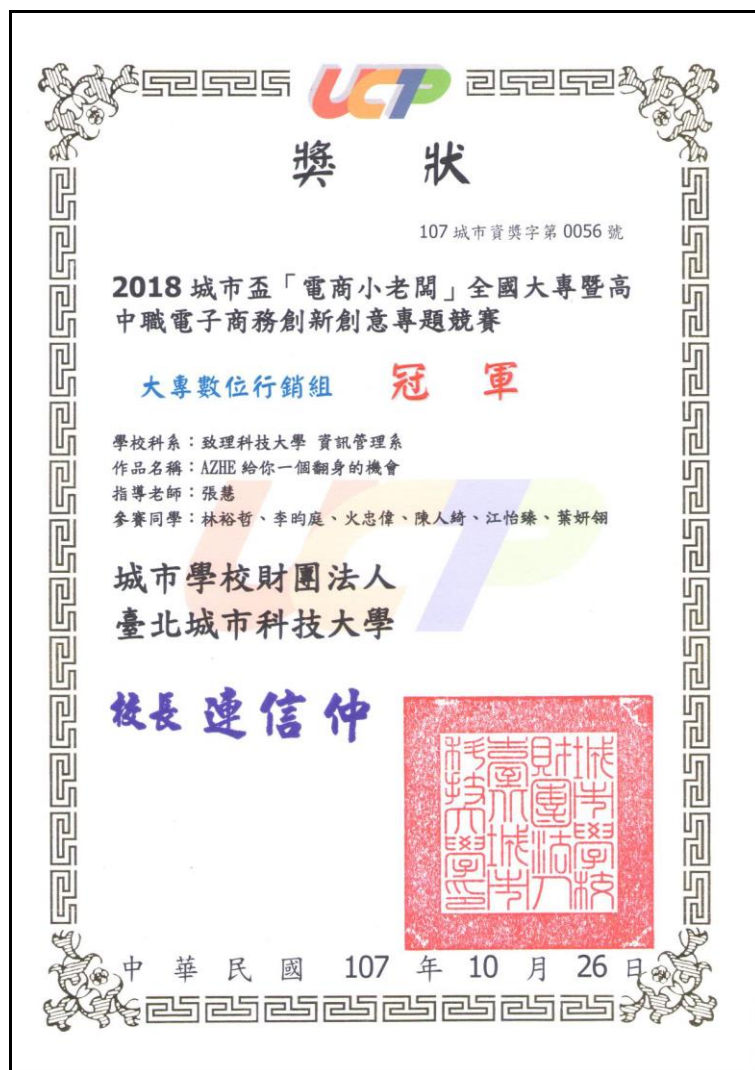 UCTP
獎 狀
107 城市資獎字第 0056 號
2018 城市盃「電商小老闆」全國大專暨高
中職電子商務創新創意專題競賽
大專數位行銷組 冠 軍
學校科系：致理科技大學 資訊管理系
作品名稱：AZHE 給你一個翻身的機會
指導老師：張慧
參賽同學：林裕哲、李昀庭、火忠偉、陳人綺、江怡臻、葉妍翎
城市學校財團法人
臺北城市科技大學
校長 連信仲
城市學校
財團法人
臺北城市
科技大學印
中 華 民 國 107 年 10 月 26 日